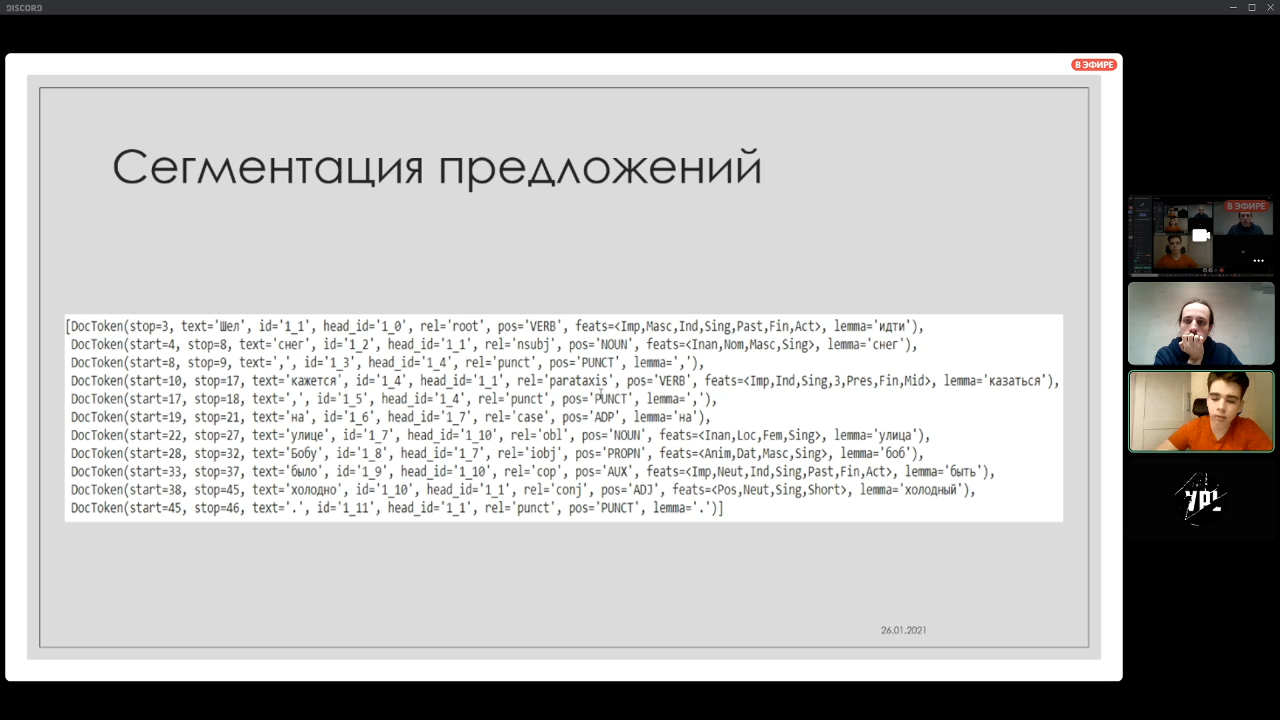 DISCORD
В ЭФИРЕ
Сегментация предложений
[DocToken(stop=3, text='Шел', id='1_1', head_id='1_0', rel='root', pos='VERB', feats=<Imp,Masc,Ind,Sing,Past,Fin,Act>, lemma='идти'),
DocToken(start=4, stop=8, text='снег', id='1_2', head_id='1_1', rel='nsubj', pos='NOUN', feats=<Inan,Nom,Masc,Sing>, lemma='снег'),
DocToken(start=8, stop=9, text=',', id='1_3', head_id='1_4', rel='punct', pos='PUNCT', lemma=','),
DocToken(start=10, stop=17, text='кажется', id='1_4', head_id='1_1', rel='parataxis', pos='VERB', feats=<Imp,Ind,Sing,3,Pres,Fin,Mid>, lemma='казаться'),
DocToken(start=17, stop=18, text=',', id='1_5', head_id='1_4', rel='punct', pos='PUNCT', lemma=','),
DocToken(start=19, stop=21, text='на', id='1_6', head_id='1_7', rel='case', pos='ADP', lemma='на'),
DocToken(start=22, stop=27, text='улице', id='1_7', head_id='1_10', rel='obl', pos='NOUN', feats=<Inan,Loc,Fem,Sing>, lemma='улица'),
DocToken(start=28, stop=32, text='Бобу', id='1_8', head_id='1_7', rel='iobj', pos='PROPN', feats=<Anim,Dat,Masc,Sing>, lemma='боб'),
DocToken(start=33, stop=37, text='было', id='1_9', head_id='1_10', rel='cop', pos='AUX', feats=<Imp,Neut,Ind,Sing,Past,Fin,Act>, lemma='быть'),
DocToken(start=38, stop=45, text='холодно', id='1_10', head_id='1_1', rel='conj', pos='ADJ', feats=<Pos,Neut,Sing,Short>, lemma='холодный'),
DocToken(start=45, stop=46, text='.', id='1_11', head_id='1_1', rel='punct', pos='PUNCT', lemma='.')]
26.01.2021
В ЭФИРЕ